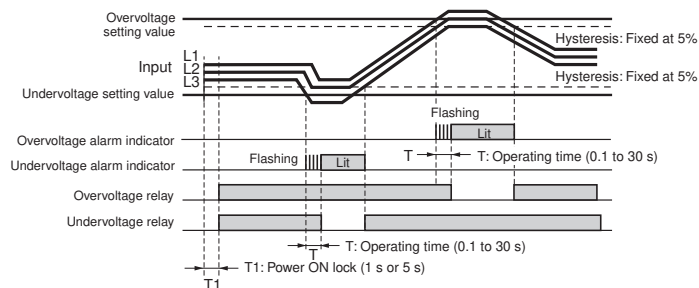 Overvoltage
setting value
Hysteresis: Fixed at 5%
L1
Input L2
L3
Hysteresis: Fixed at 5%
Undervoltage setting value
Flashing
Overvoltage alarm indicator
Lit
T
T: Operating time (0.1 to 30 s)
Flashing
Undervoltage alarm indicator
Lit
Overvoltage relay
Undervoltage relay
T
T: Operating time (0.1 to 30 s)
T1: Power ON lock (1 s or 5 s)
T1